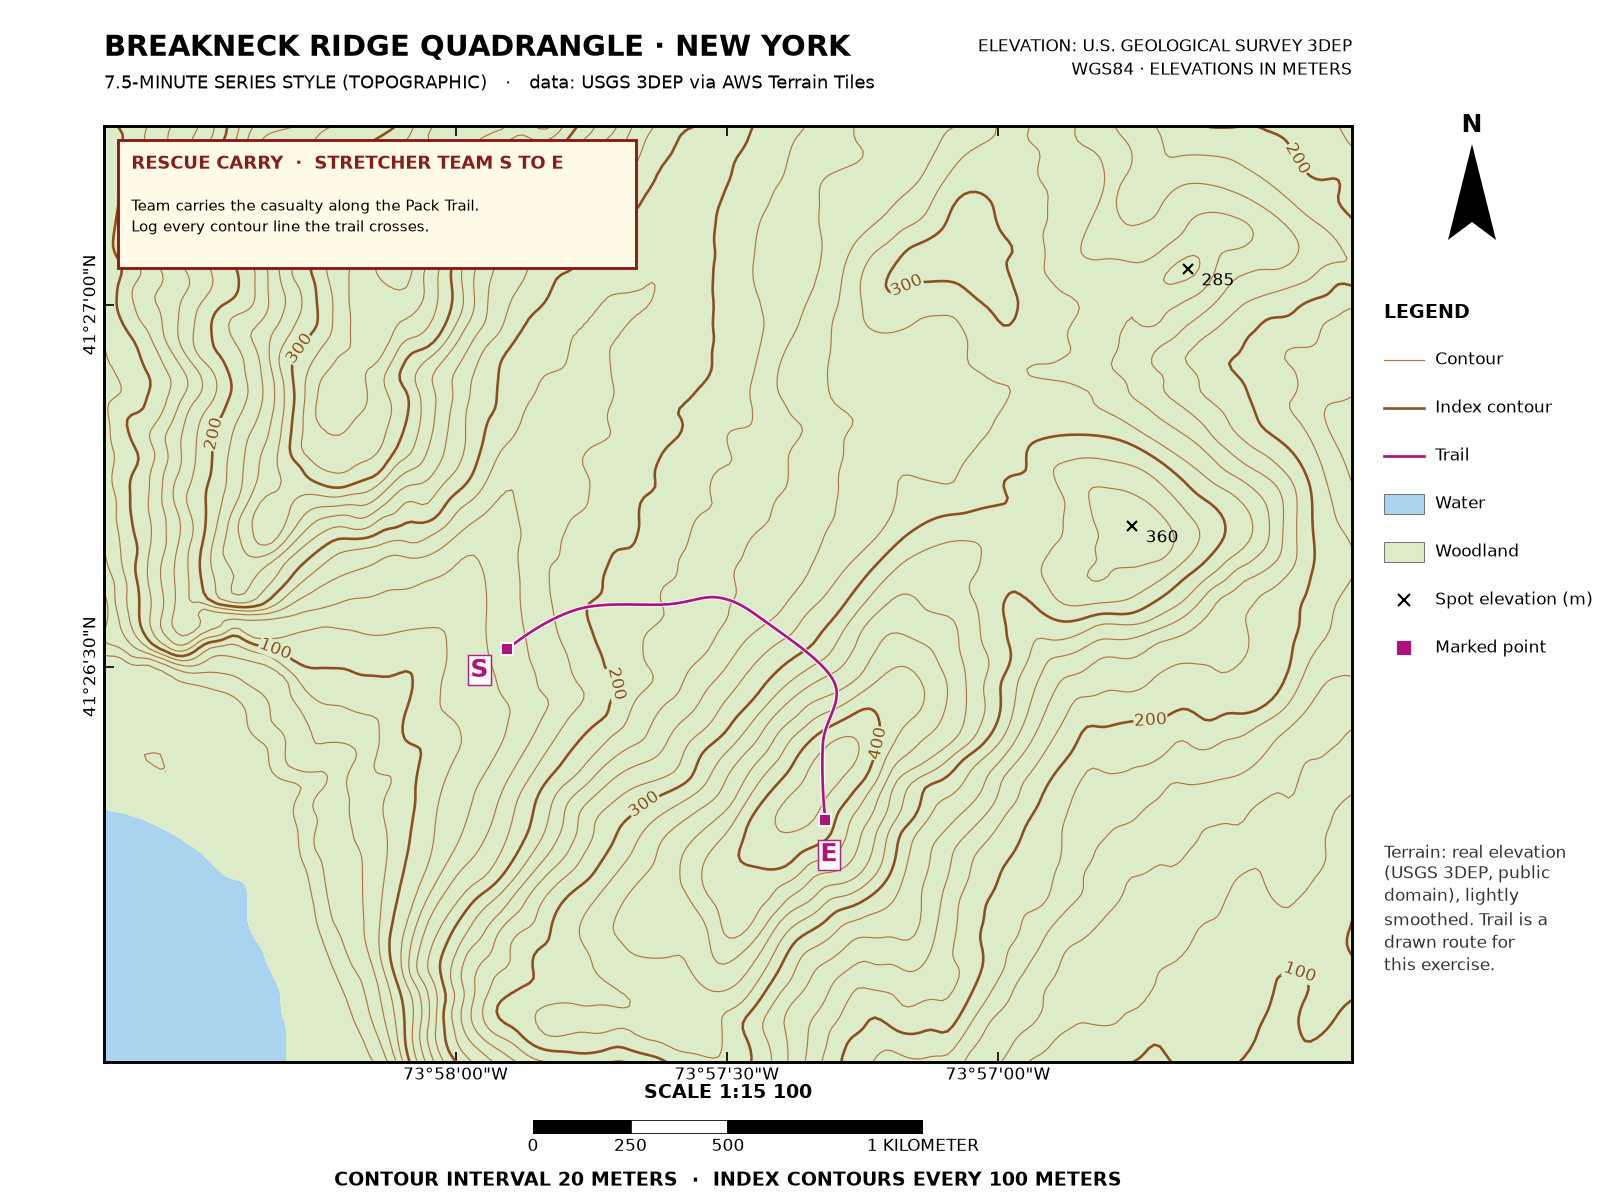 BREAKNECK RIDGE QUADRANGLE · NEW YORK
7.5-MINUTE SERIES STYLE (TOPOGRAPHIC) · data: USGS 3DEP via AWS Terrain Tiles
ELEVATION: U.S. GEOLOGICAL SURVEY 3DEP
WGS84 · ELEVATIONS IN METERS
RESCUE CARRY · STRETCHER TEAM S TO E
Team carries the casualty along the Pack Trail.
Log every contour line the trail crosses.
N
200
300
285
41°27'00"N
300
200
360
100
41°26'30"N
S
200
200
400
300
E
100
73°58'00"W
73°57'30"W
73°57'00"W
LEGEND
Contour
Index contour
Trail
Water
Woodland
Spot elevation (m)
Marked point
Terrain: real elevation
(USGS 3DEP, public
domain), lightly
smoothed. Trail is a
drawn route for
this exercise.
SCALE 1:15 100
0 250 500 1 KILOMETER
CONTOUR INTERVAL 20 METERS · INDEX CONTOURS EVERY 100 METERS